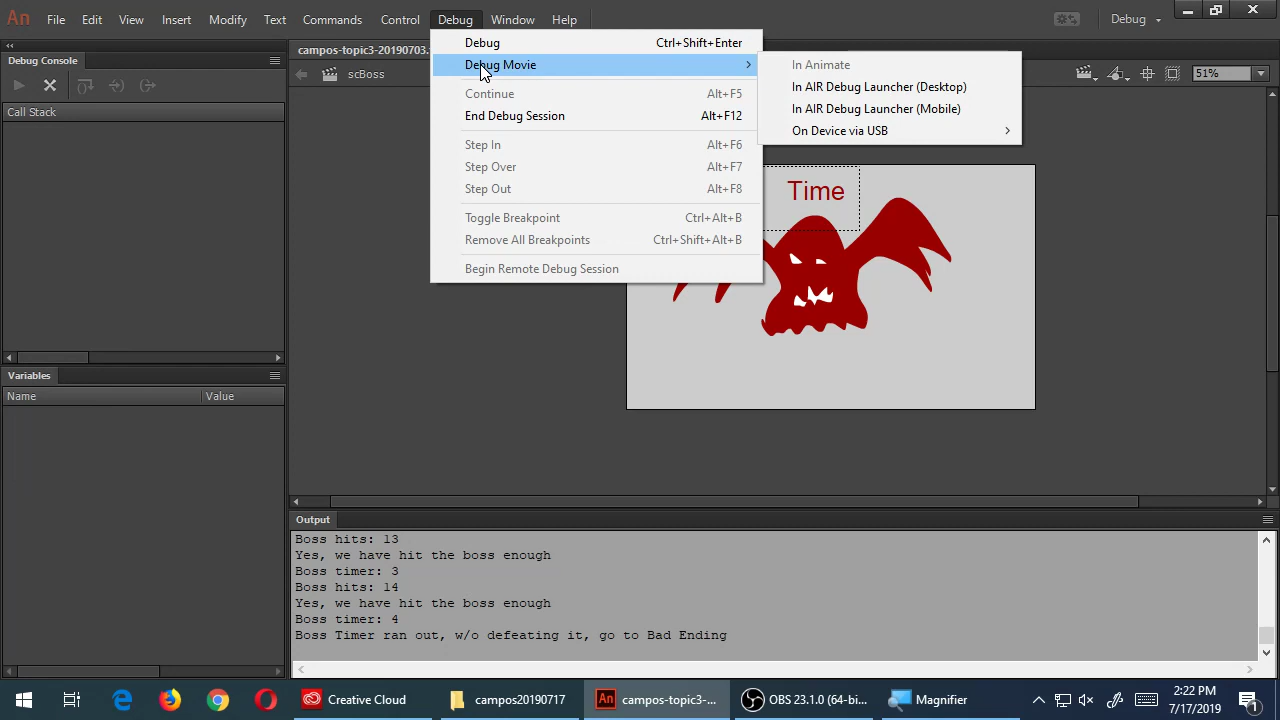 An File Edit View Insert Modify Text Commands Control Debug Window Help Debug
Debug Console
Call Stack
Variables
Name Value
campos-topic3-20190703.
scBoss
51%
Debug Ctrl+Shift+Enter
Debug Movie
Continue Alt+F5
End Debug Session Alt+F12
Step In Alt+F6
Step Over Alt+F7
Step Out Alt+F8
Toggle Breakpoint Ctrl+Alt+B
Remove All Breakpoints Ctrl+Shift+Alt+B
Begin Remote Debug Session
In Animate
In AIR Debug Launcher (Desktop)
In AIR Debug Launcher (Mobile)
On Device via USB
Time
Output
Boss hits: 13
Yes, we have hit the boss enough
Boss timer: 3
Boss hits: 14
Yes, we have hit the boss enough
Boss timer: 4
Boss Timer ran out, w/o defeating it, go to Bad Ending
Creative Cloud campos20190717 An campos-topic3-... OBS 23.1.0 (64-bi... Magnifier
2:22 PM
7/17/2019
1